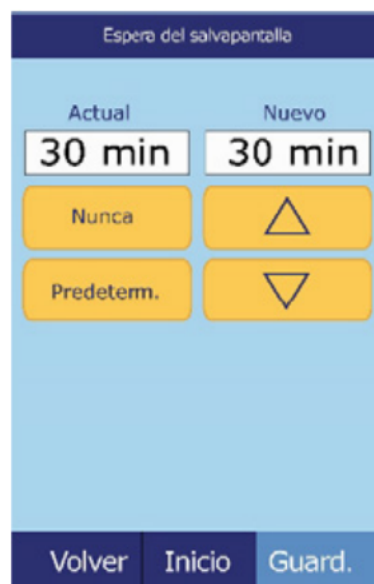 Espera del salvapantalla
Actual Nuevo
30 min 30 min
Nunca
Predeterm.
Volver Inicio Guard.